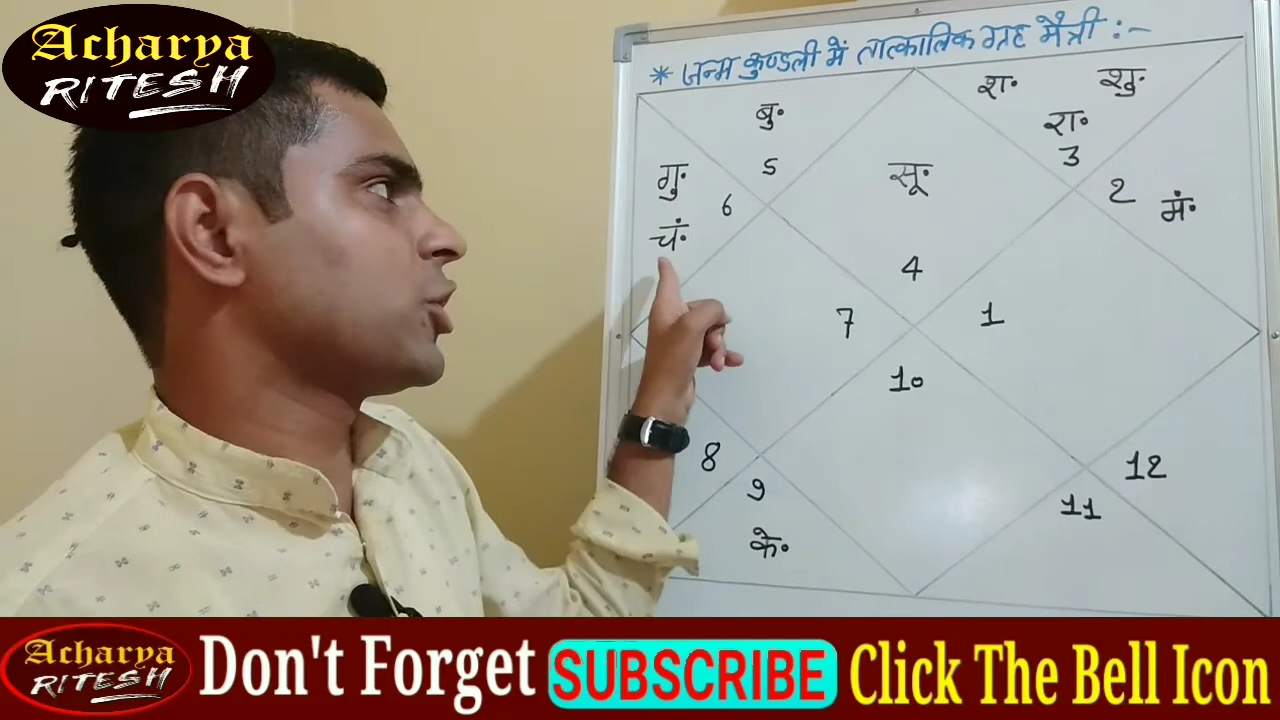 Acharya
RITESH
* जन्म कुण्डली में तात्कालिक ग्रह मैत्री :-
बु॰
5
गु॰
चं॰
6
सू॰
4
श॰
शु॰
रा॰
3
2
मं॰
7
1
10
8
9
के॰
11
12
Acharya
RITESH
Don't Forget SUBSCRIBE Click The Bell Icon